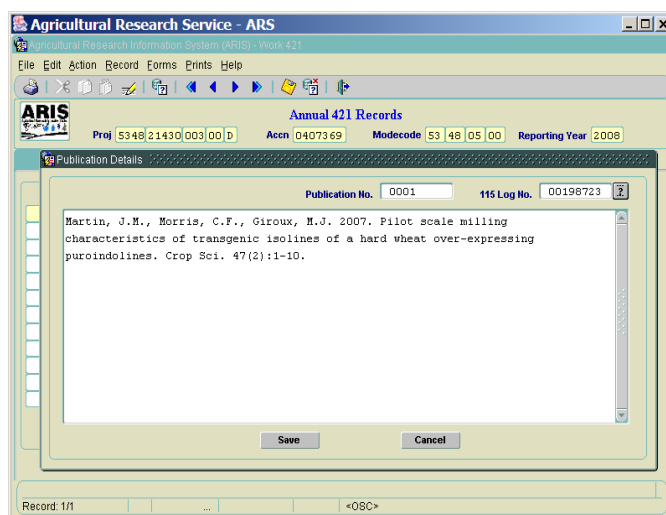 Agricultural Research Service - ARS
Agricultural Research Information System (ARIS) - Work 421
File Edit Action Record Forms Prints Help
ARIS
Annual 421 Records
Proj 5348 21430 003 00 D Accn 0407369 Modecode 53 48 05 00 Reporting Year 2008
Publication Details
Publication No. 0001 115 Log No. 00198723 ?
Martin, J.M., Morris, C.F., Giroux, M.J. 2007. Pilot scale milling
characteristics of transgenic isolines of a hard wheat over-expressing
puroindolines. Crop Sci. 47(2):1-10.
Save Cancel
Record: 1/1 ... <OSC>